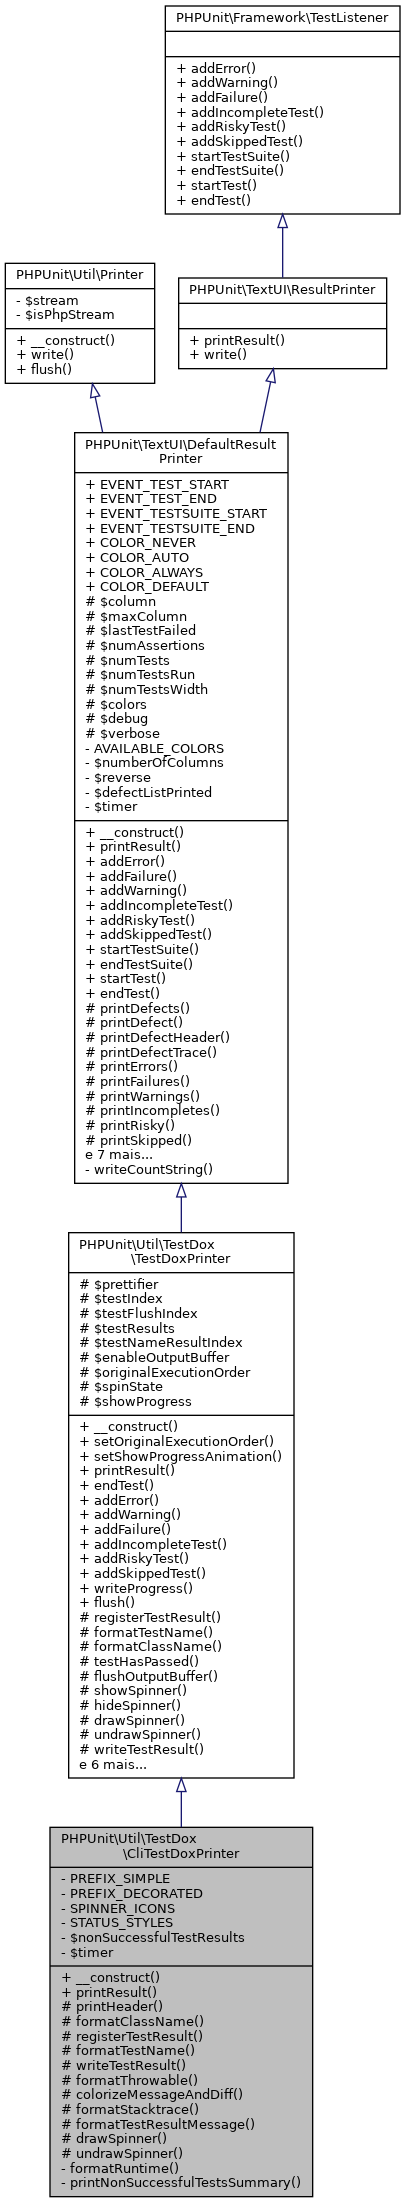 PHPUnit\Framework\TestListener
+ addError()
+ addWarning()
+ addFailure()
+ addIncompleteTest()
+ addRiskyTest()
+ addSkippedTest()
+ startTestSuite()
+ endTestSuite()
+ startTest()
+ endTest()
PHPUnit\Util\Printer
- $stream
- $isPhpStream
+ __construct()
+ write()
+ flush()
PHPUnit\TextUI\ResultPrinter
+ printResult()
+ write()
PHPUnit\TextUI\DefaultResult
Printer
+ EVENT_TEST_START
+ EVENT_TEST_END
+ EVENT_TESTSUITE_START
+ EVENT_TESTSUITE_END
+ COLOR_NEVER
+ COLOR_AUTO
+ COLOR_ALWAYS
+ COLOR_DEFAULT
# $column
# $maxColumn
# $lastTestFailed
# $numAssertions
# $numTests
# $numTestsRun
# $numTestsWidth
# $colors
# $debug
# $verbose
- AVAILABLE_COLORS
- $numberOfColumns
- $reverse
- $defectListPrinted
- $timer
+ __construct()
+ printResult()
+ addError()
+ addFailure()
+ addWarning()
+ addIncompleteTest()
+ addRiskyTest()
+ addSkippedTest()
+ startTestSuite()
+ endTestSuite()
+ startTest()
+ endTest()
# printDefects()
# printDefect()
# printDefectHeader()
# printDefectTrace()
# printErrors()
# printFailures()
# printWarnings()
# printIncompletes()
# printRisky()
# printSkipped()
e 7 mais...
- writeCountString()
PHPUnit\Util\TestDox
\TestDoxPrinter
# $prettifier
# $testIndex
# $testFlushIndex
# $testResults
# $testNameResultIndex
# $enableOutputBuffer
# $originalExecutionOrder
# $spinState
# $showProgress
+ __construct()
+ setOriginalExecutionOrder()
+ setShowProgressAnimation()
+ printResult()
+ endTest()
+ addError()
+ addWarning()
+ addFailure()
+ addIncompleteTest()
+ addRiskyTest()
+ addSkippedTest()
+ writeProgress()
+ flush()
# registerTestResult()
# formatTestName()
# formatClassName()
# testHasPassed()
# flushOutputBuffer()
# showSpinner()
# hideSpinner()
# drawSpinner()
# undrawSpinner()
# writeTestResult()
e 6 mais...
PHPUnit\Util\TestDox
\CliTestDoxPrinter
- PREFIX_SIMPLE
- PREFIX_DECORATED
- SPINNER_ICONS
- STATUS_STYLES
- $nonSuccessfulTestResults
- $timer
+ __construct()
+ printResult()
# printHeader()
# formatClassName()
# registerTestResult()
# formatTestName()
# writeTestResult()
# formatThrowable()
# colorizeMessageAndDiff()
# formatStacktrace()
# formatTestResultMessage()
# drawSpinner()
# undrawSpinner()
- formatRuntime()
- printNonSuccessfulTestsSummary()